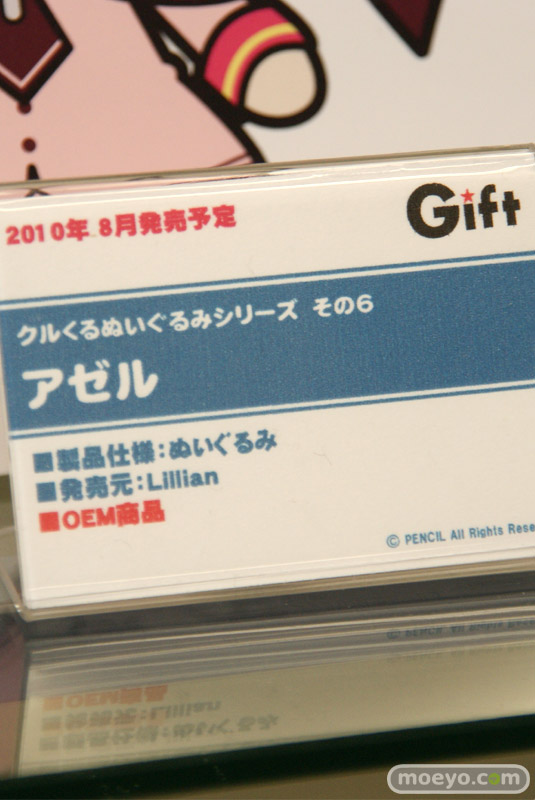 Gift
2010年 8月発売予定
クルくるぬいぐるみシリーズ その6
アゼル
■製品仕様:ぬいぐるみ
■発売元:Lillian
■OEM商品
© PENCIL All Rights Rese
moeyo.com